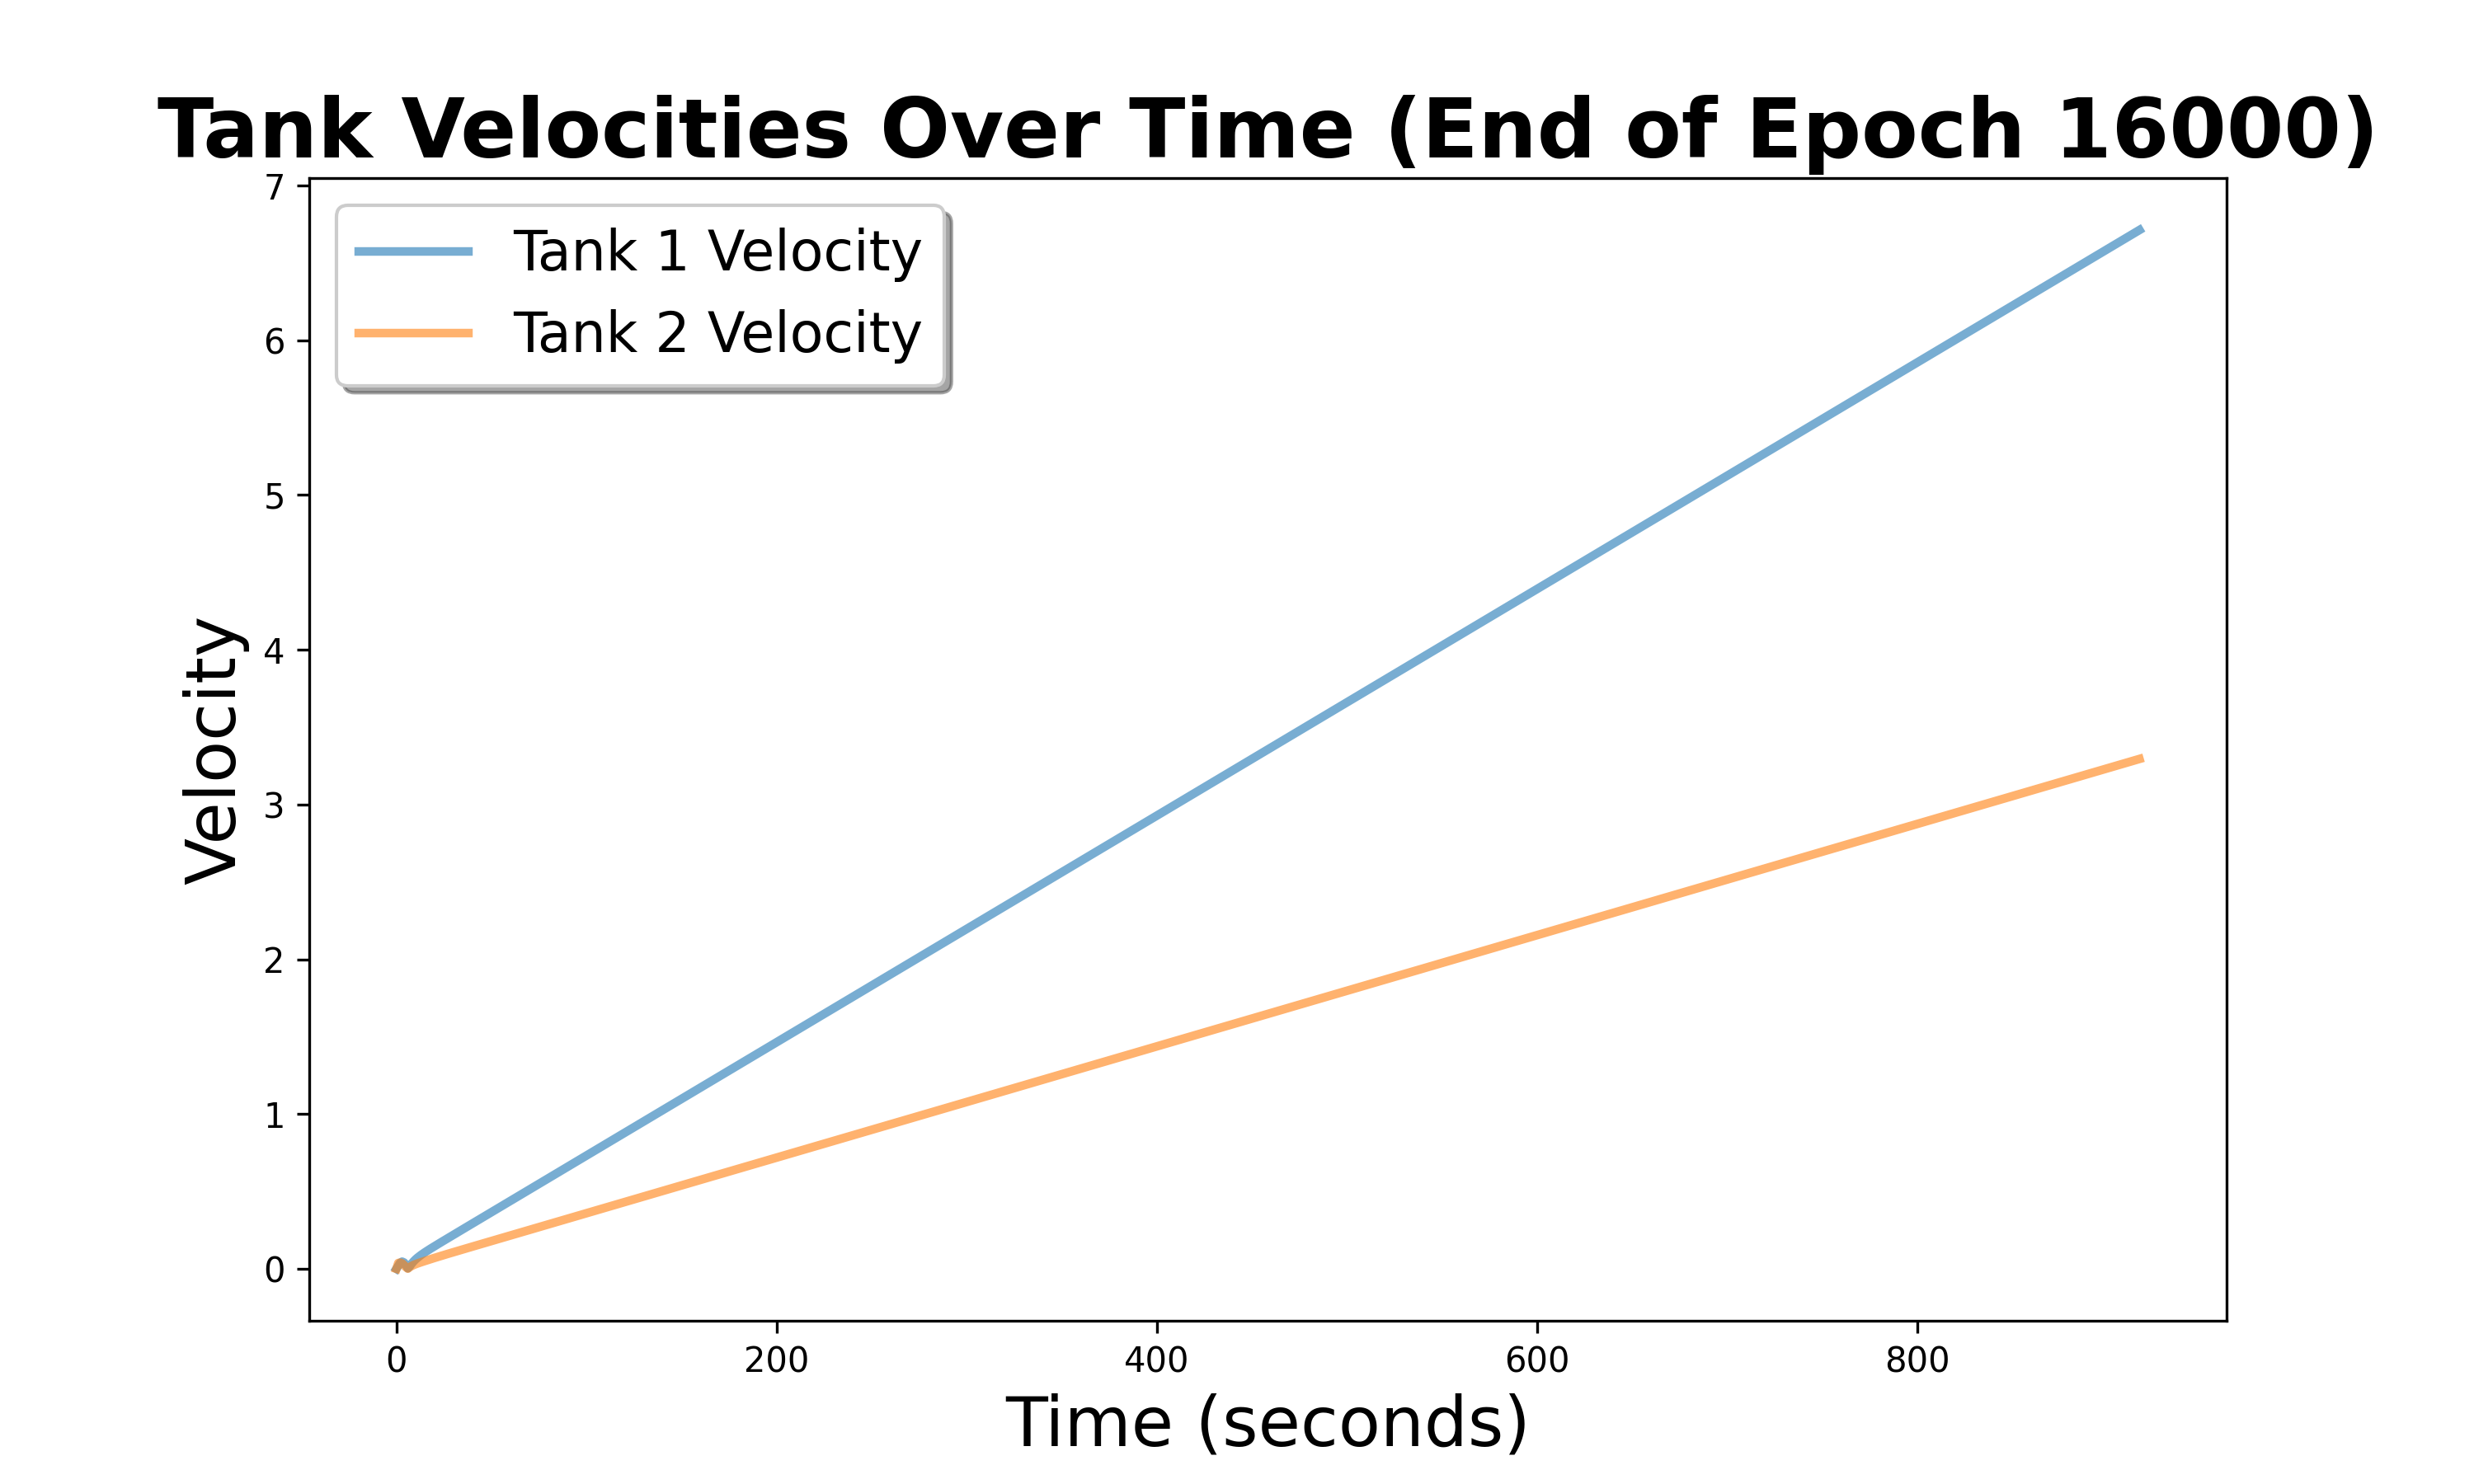 Tank Velocities Over Time (End of Epoch 16000)
Tank 1 Velocity
Tank 2 Velocity
Velocity
7
6
5
4
3
2
1
0
0 200 400 600 800
Time (seconds)